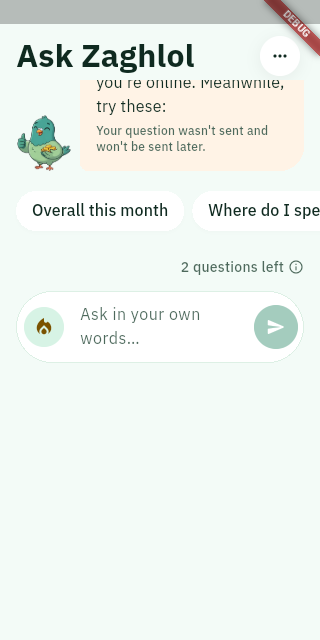 DEBUG
Ask Zaghlol
you're online. Meanwhile,
try these:
Your question wasn't sent and
won't be sent later.
Overall this month
Where do I spe
2 questions left
Ask in your own
words...